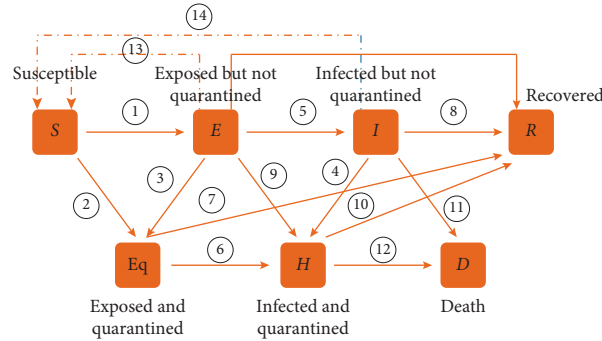 14
13
Susceptible
Exposed but not
quarantined
Infected but not
quarantined
Recovered
S
1
E
5
I
8
R
2
3
7
9
4
10
11
Eq
6
H
12
D
Exposed and
quarantined
Infected and
quarantined
Death